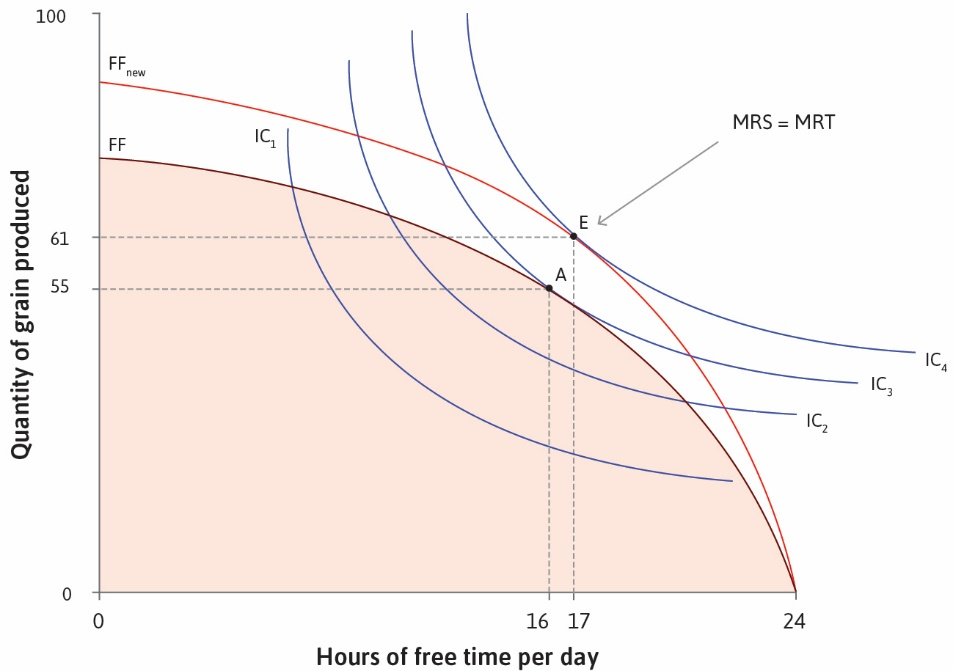 100
FFnew
FF
IC1
MRS = MRT
E
61
A
55
IC4
IC3
IC2
Quantity of grain produced
0
0
16
17
24
Hours of free time per day